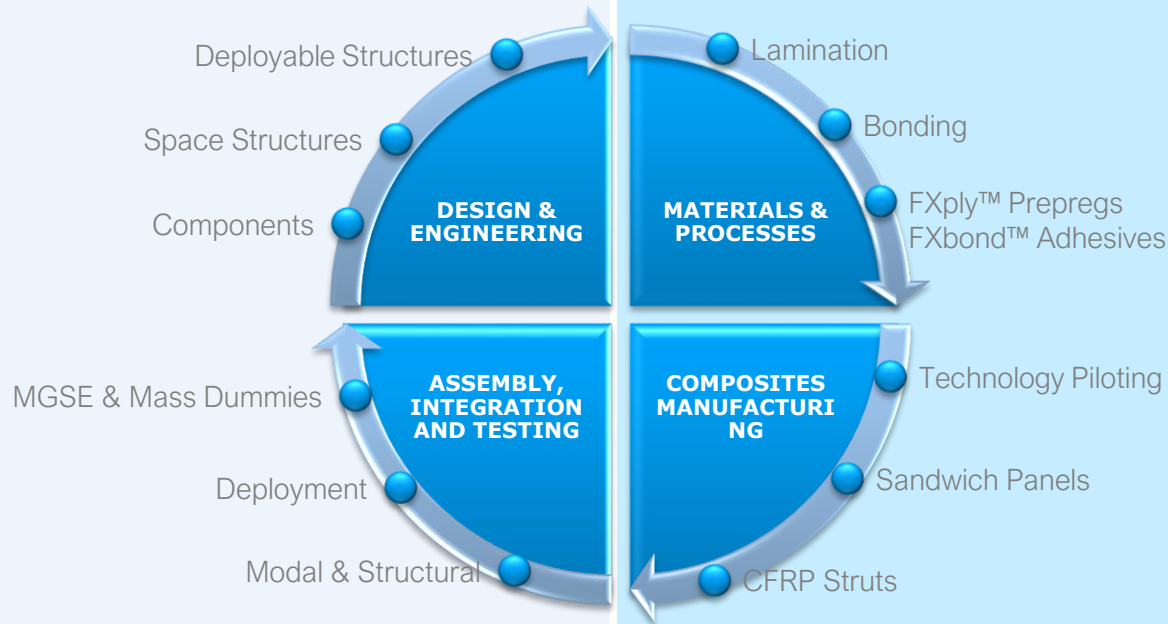 Deployable Structures
Space Structures
Components
DESIGN &
ENGINEERING
Lamination
Bonding
FXply™ Prepregs
FXbond™ Adhesives
MATERIALS &
PROCESSES
MGSE & Mass Dummies
Deployment
Modal & Structural
ASSEMBLY,
INTEGRATION
AND TESTING
COMPOSITES
MANUFACTURI
NG
Technology Piloting
Sandwich Panels
CFRP Struts